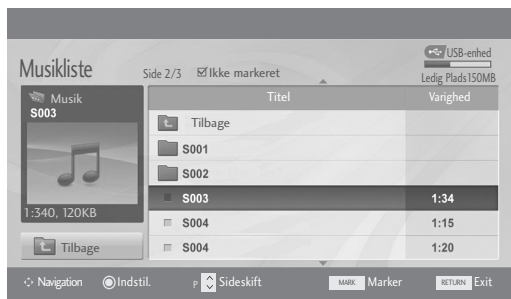 USB-enhed
Musikliste
Side 2/3 Ikke markeret
Ledig Plads150MB
Musik
S003
1:340, 120KB
Tilbage
Titel Varighed
Tilbage
S001
S002
S003 1:34
S004 1:15
S004 1:20
Navigation Indstil. P Sideskift MARK Marker RETURN Exit